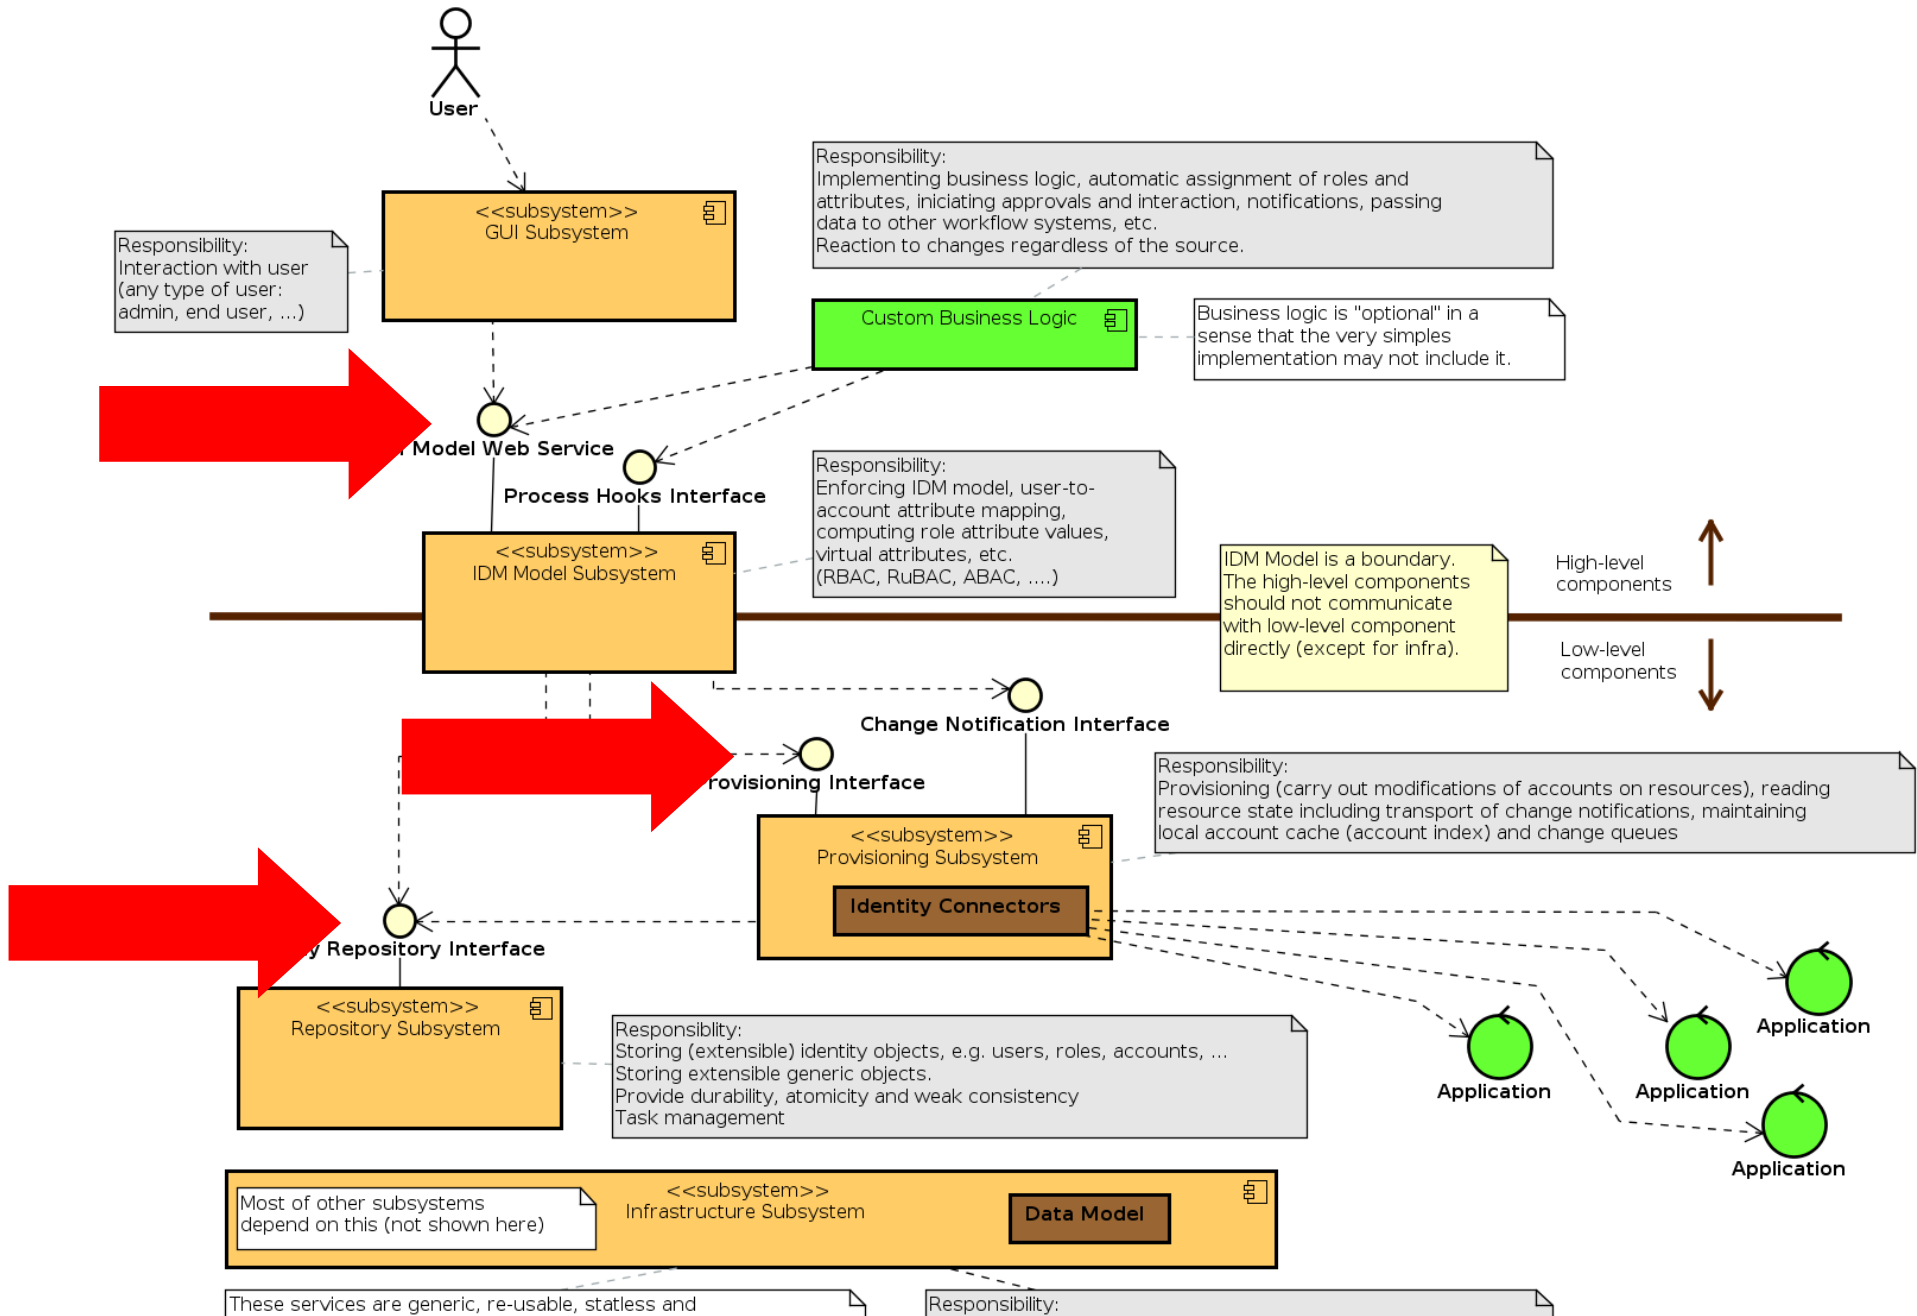 User
<<subsystem>>
GUI Subsystem
Responsibility:
Interaction with user
(any type of user:
admin, end user, ...)
Responsibility:
Implementing business logic, automatic assignment of roles and
attributes, iniciating approvals and interaction, notifications, passing
data to other workflow systems, etc.
Reaction to changes regardless of the source.
Custom Business Logic
Business logic is "optional" in a
sense that the very simples
implementation may not include it.
Model Web Service
Process Hooks Interface
<<subsystem>>
IDM Model Subsystem
Responsibility:
Enforcing IDM model, user-to-
account attribute mapping,
computing role attribute values,
virtual attributes, etc.
(RBAC, RuBAC, ABAC, ....)
IDM Model is a boundary.
The high-level components
should not communicate
with low-level component
directly (except for infra).
High-level
components
Low-level
components
Change Notification Interface
rovisioning Interface
Responsibility:
Provisioning (carry out modifications of accounts on resources), reading
resource state including transport of change notifications, maintaining
local account cache (account index) and change queues
<<subsystem>>
Provisioning Subsystem
Identity Connectors
y Repository Interface
<<subsystem>>
Repository Subsystem
Responsiblity:
Storing (extensible) identity objects, e.g. users, roles, accounts, ...
Storing extensible generic objects.
Provide durability, atomicity and weak consistency
Task management
Application
Application
Application
Application
Most of other subsystems
depend on this (not shown here)
<<subsystem>>
Infrastructure Subsystem
Data Model
These services are generic, re-usable, statless and
Responsibility: